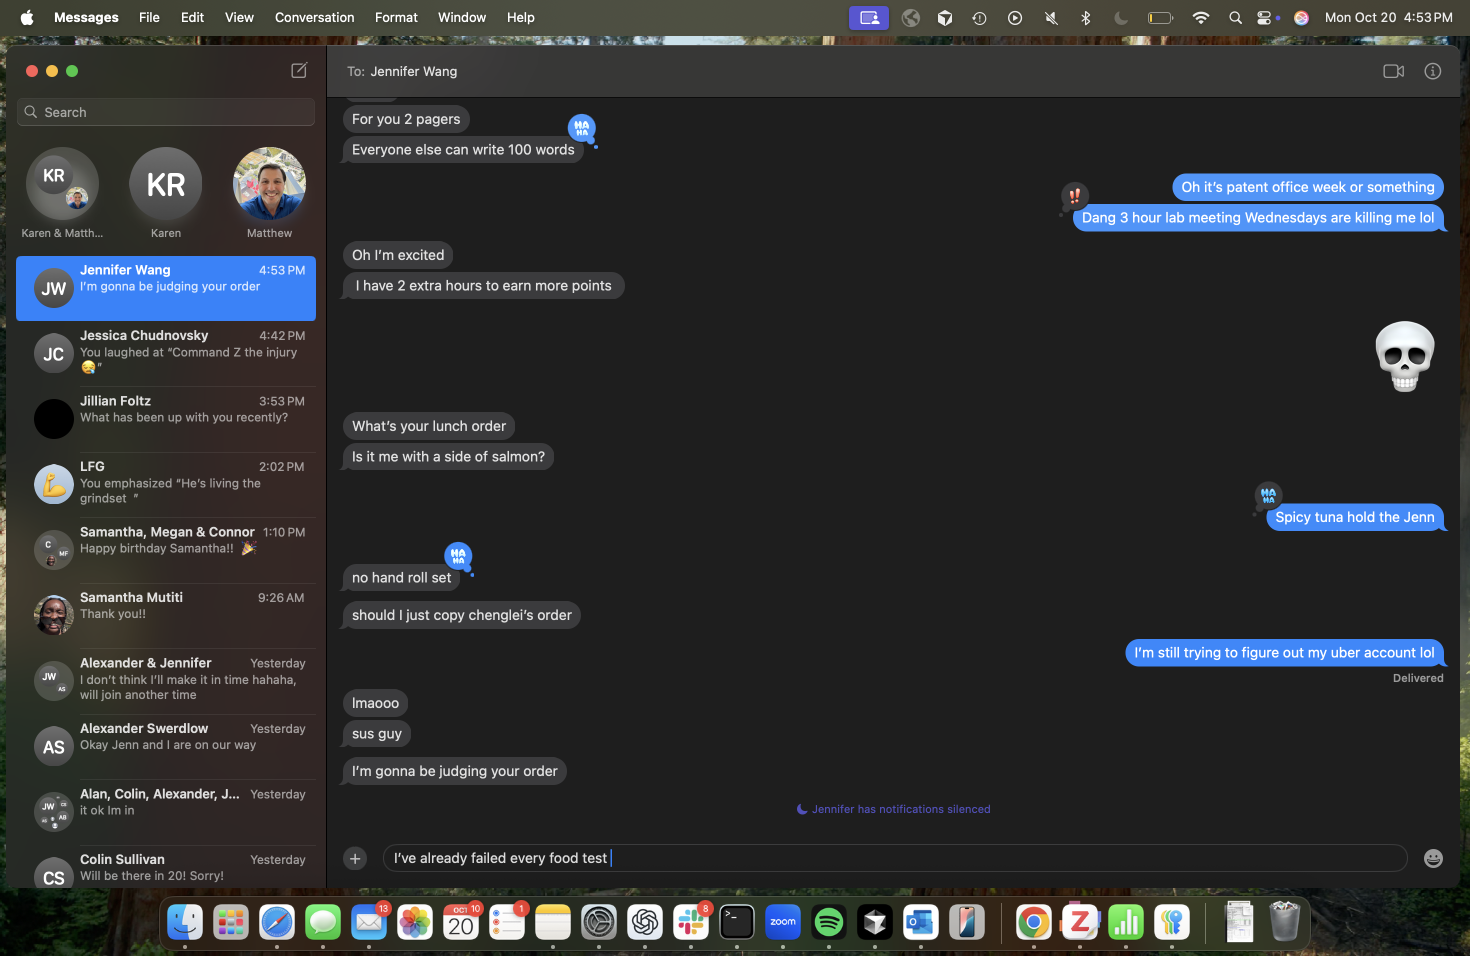 Messages File Edit View Conversation Format Window Help Mon Oct 20 4:53 PM
Search
KR
Karen & Matth...
KR
Karen
Matthew
JW
Jennifer Wang 4:53 PM
I'm gonna be judging your order
JC
Jessica Chudnovsky 4:42 PM
You laughed at “Command Z the injury
😪”
Jillian Foltz 3:53 PM
What has been up with you recently?
LFG 2:02 PM
You emphasized “He's living the
grindset ”
C MF
Samantha, Megan & Connor 1:10 PM
Happy birthday Samantha!! 🎉
Samantha Mutiti 9:26 AM
Thank you!!
JW AS
Alexander & Jennifer Yesterday
I don't think I'll make it in time hahaha,
will join another time
AS
Alexander Swerdlow Yesterday
Okay Jenn and I are on our way
JW CS AB
Alan, Colin, Alexander, J... Yesterday
it ok Im in
CS
Colin Sullivan Yesterday
Will be there in 20! Sorry!
To: Jennifer Wang
For you 2 pagers
HA HA
Everyone else can write 100 words
Oh it's patent office week or something
!!
Dang 3 hour lab meeting Wednesdays are killing me lol
Oh I'm excited
I have 2 extra hours to earn more points
💀
What's your lunch order
Is it me with a side of salmon?
HA HA
Spicy tuna hold the Jenn
HA HA
no hand roll set
should I just copy chenglei's order
I'm still trying to figure out my uber account lol
Delivered
lmaooo
sus guy
I'm gonna be judging your order
Jennifer has notifications silenced
I've already failed every food test
13
OCT 10
20
1
8
>_
zoom
Z